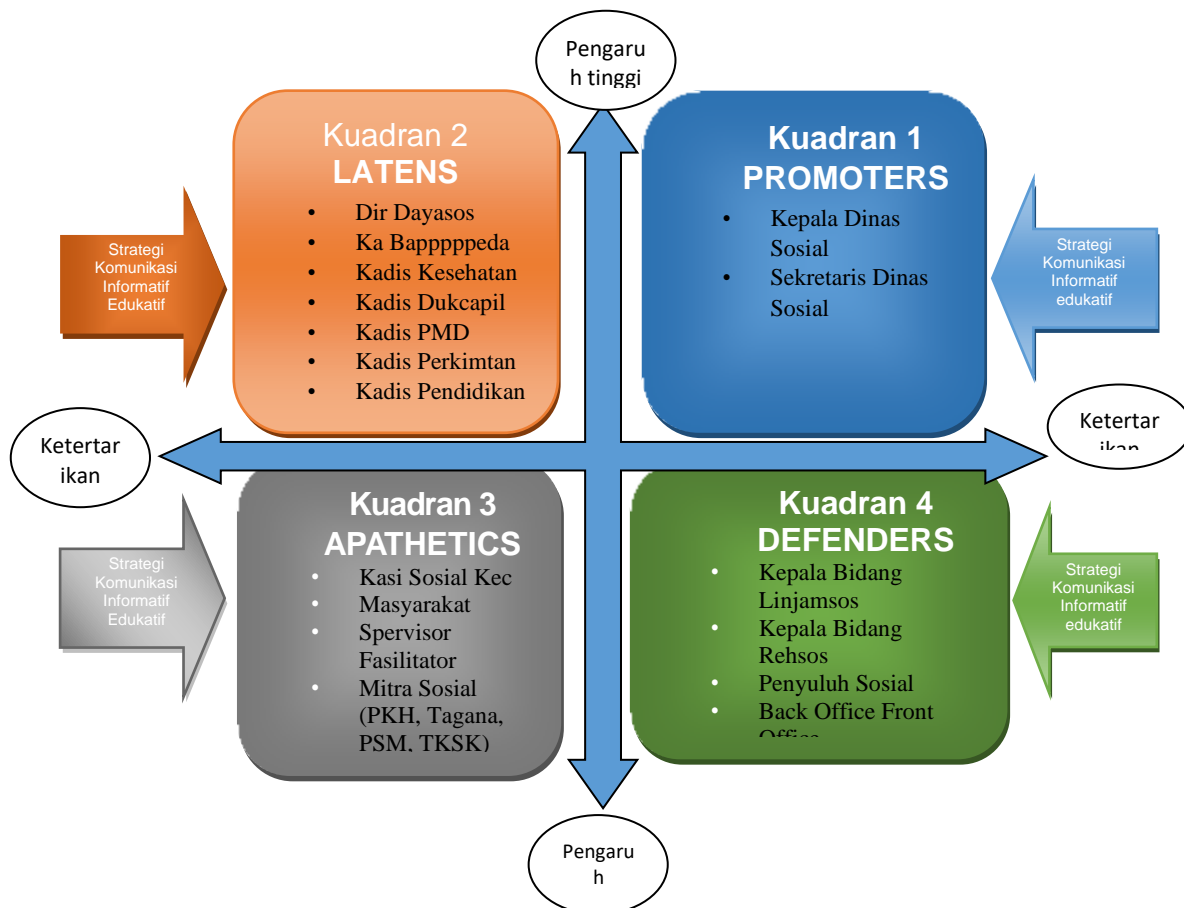 Pengaru
h tinggi
Kuadran 2
LATENS
• Dir Dayasos
• Ka Bapppppeda
• Kadis Kesehatan
• Kadis Dukcapil
• Kadis PMD
• Kadis Perkimtan
• Kadis Pendidikan
Kuadran 1
PROMOTERS
• Kepala Dinas
Sosial
• Sekretaris Dinas
Sosial
Strategi
Komunikasi
Informatif
Edukatif
Strategi
Komunikasi
Informatif
edukatif
Ketertar
ikan
Ketertar
ikan
Kuadran 3
APATHETICS
• Kasi Sosial Kec
• Masyarakat
• Spervisor
Fasilitator
• Mitra Sosial
(PKH, Tagana,
PSM, TKSK)
Kuadran 4
DEFENDERS
• Kepala Bidang
Linjamsos
• Kepala Bidang
Rehsos
• Penyuluh Sosial
• Back Office Front
Office
Strategi
Komunikasi
Informatif
Edukatif
Strategi
Komunikasi
Informatif
edukatif
Pengaru
h